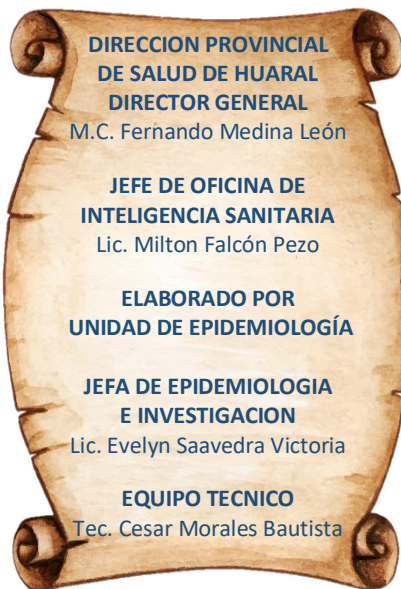 DIRECCION PROVINCIAL
DE SALUD DE HUARAL
DIRECTOR GENERAL
M.C. Fernando Medina León
JEFE DE OFICINA DE
INTELIGENCIA SANITARIA
Lic. Milton Falcón Pezo
ELABORADO POR
UNIDAD DE EPIDEMIOLOGÍA
JEFA DE EPIDEMIOLOGIA
E INVESTIGACION
Lic. Evelyn Saavedra Victoria
EQUIPO TECNICO
Tec. Cesar Morales Bautista